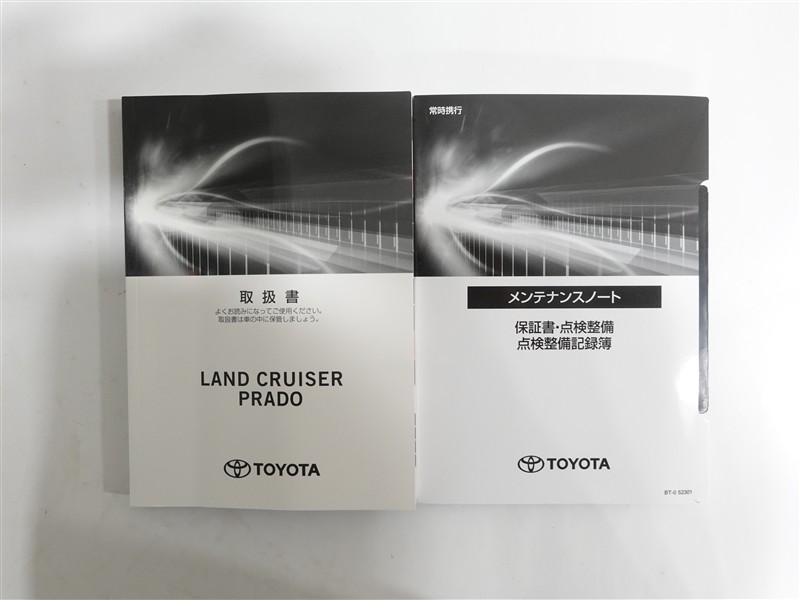 取扱書
よくお読みになってご使用ください。
取扱書は車の中に保管しましょう。
LAND CRUISER
PRADO
TOYOTA
常時携行
メンテナンスノート
保証書・点検整備
点検整備記録簿
TOYOTA
BT-0 52301